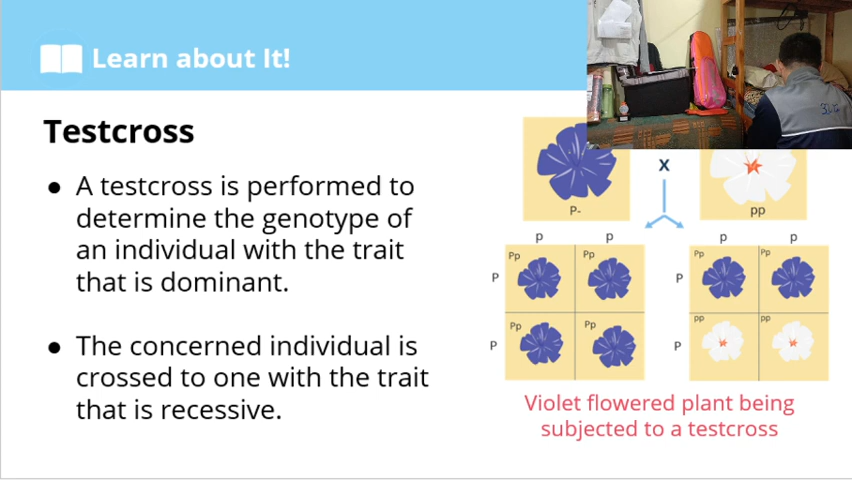 Learn about It!
Testcross
● A testcross is performed to
determine the genotype of
an individual with the trait
that is dominant.
● The concerned individual is
crossed to one with the trait
that is recessive.
X
P-
pp
p p
p p
P Pp Pp
P Pp Pp
P Pp Pp
P pp pp
Violet flowered plant being
subjected to a testcross